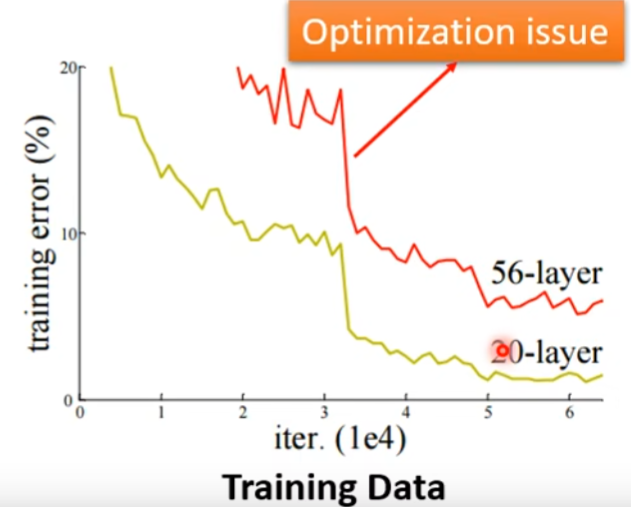 Optimization issue
20
10
0
training error (%)
56-layer
20-layer
0 1 2 3 4 5 6
iter. (1e4)
Training Data